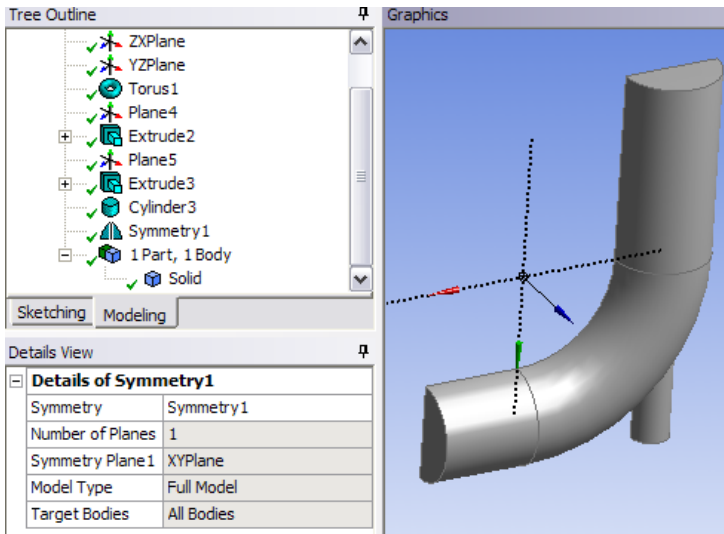 Tree Outline
ZXPlane
YZPlane
Torus1
Plane4
Extrude2
Plane5
Extrude3
Cylinder3
Symmetry1
1 Part, 1 Body
Solid
Sketching Modeling
Details View
Details of Symmetry1
Symmetry Symmetry1
Number of Planes 1
Symmetry Plane1 XYPlane
Model Type Full Model
Target Bodies All Bodies
Graphics